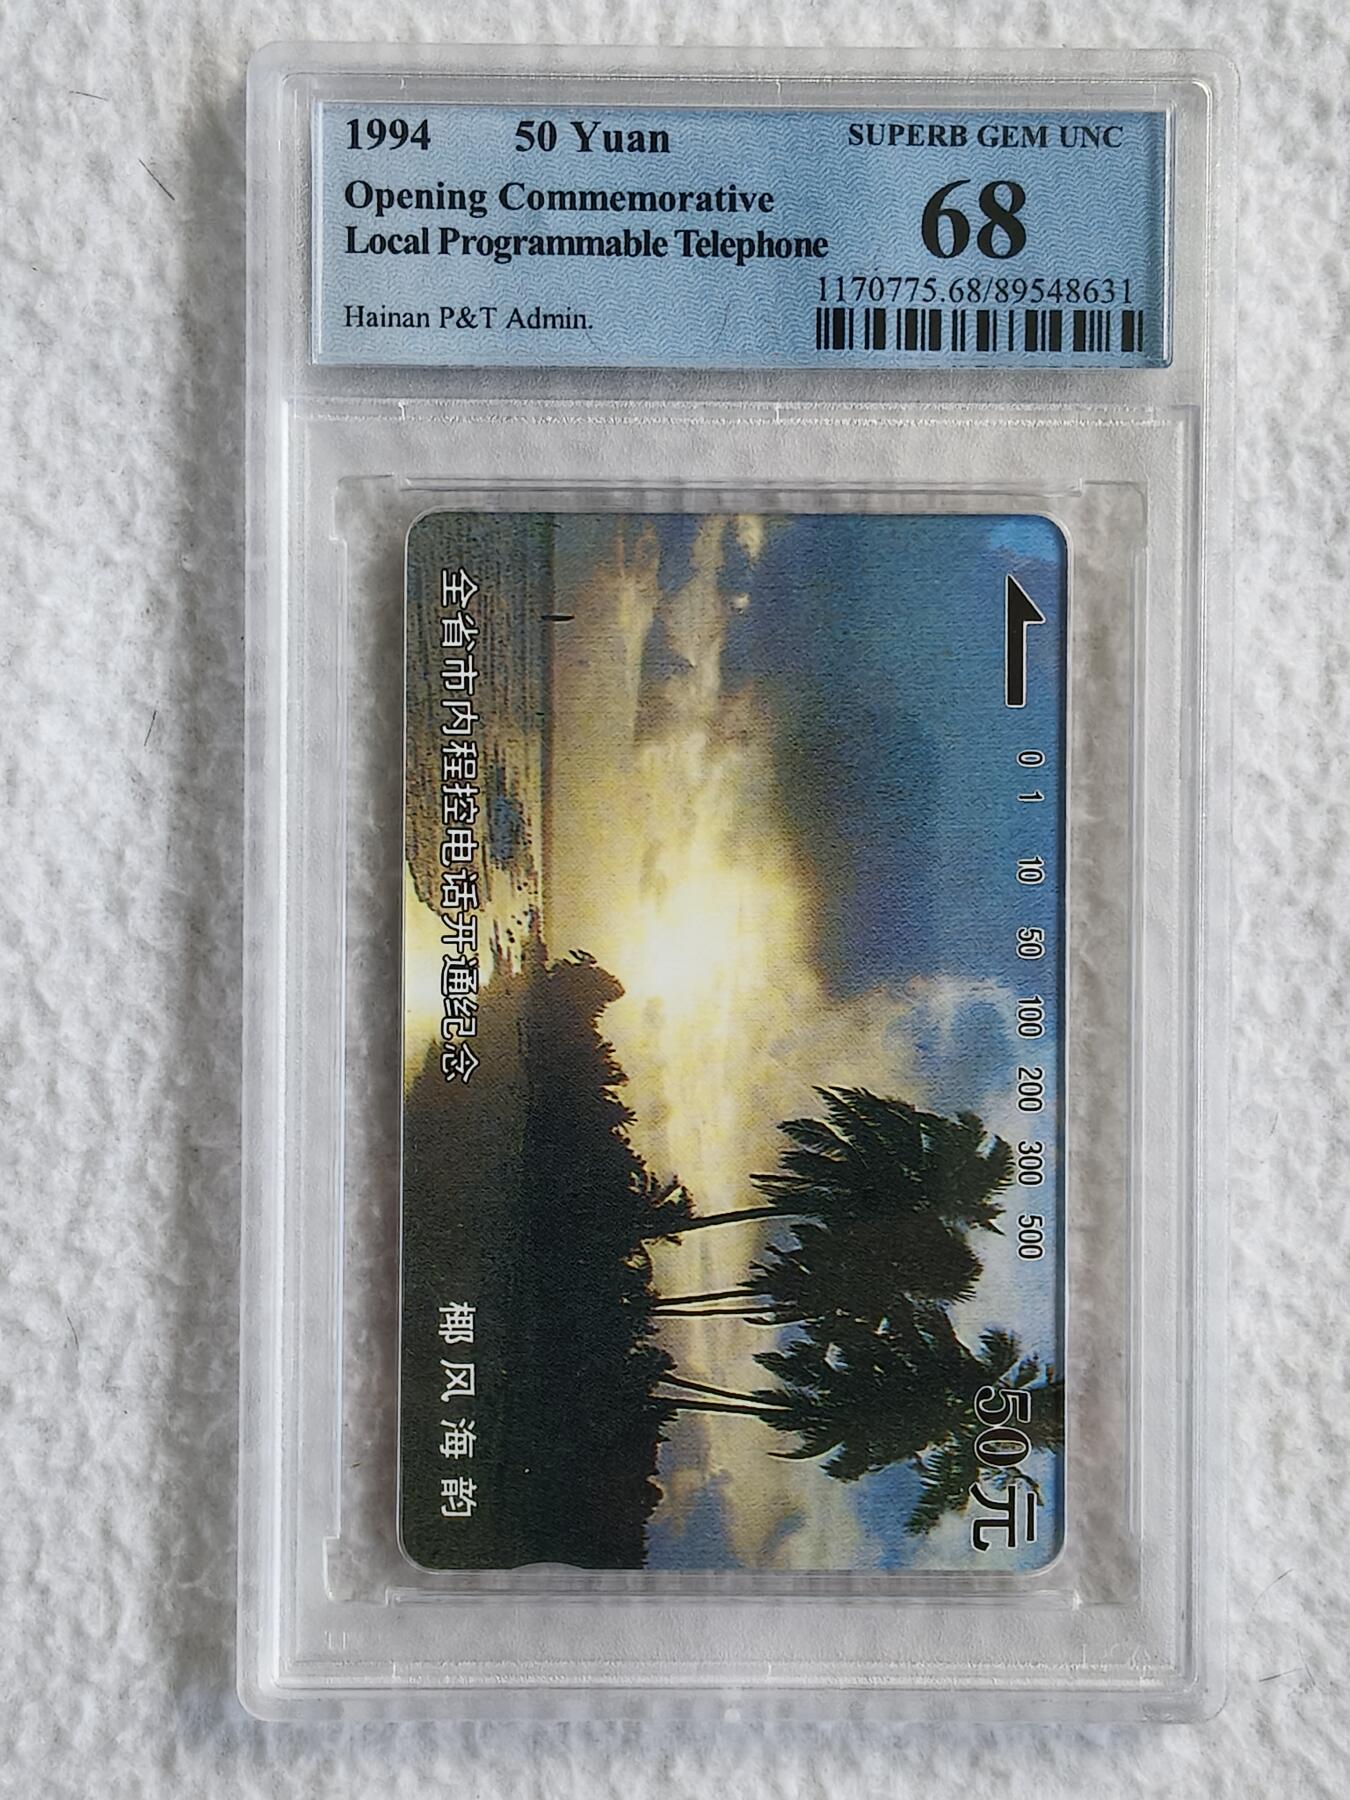 1994 50 Yuan
SUPERB GEM UNC
Opening Commemorative
Local Programmable Telephone
68
1170775.68/89548631
Hainan P&T Admin.
0 1 10 50 100 200 300 500
50元
全省市内程控电话开通纪念
椰风海韵